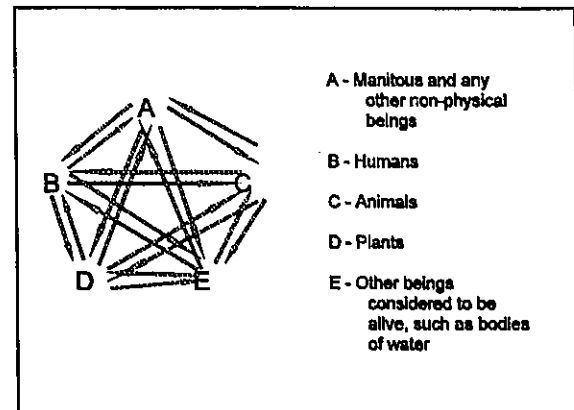 A
B
C
D
E
A - Manitous and any
other non-physical
beings
B - Humans
C - Animals
D - Plants
E - Other beings
considered to be
alive, such as bodies
of water